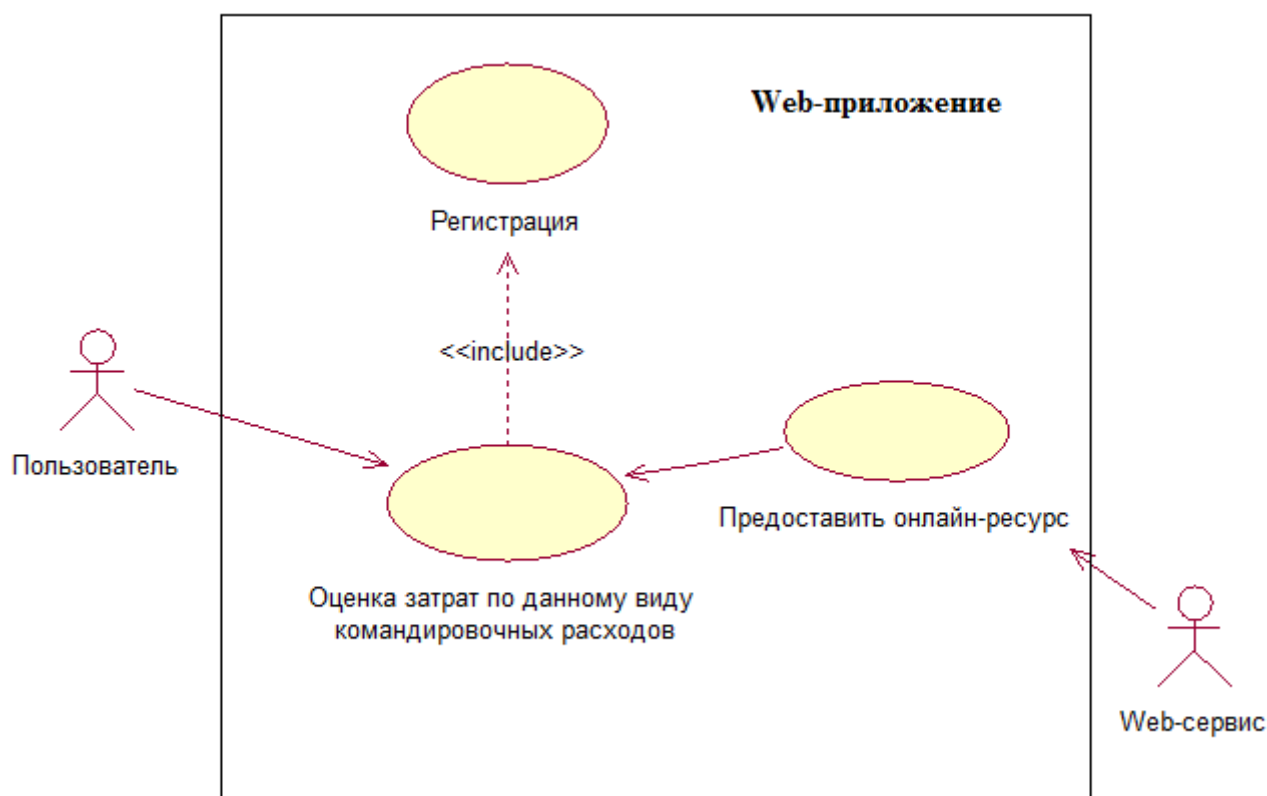 Web-приложение
Регистрация
<<include>>
Пользователь
Предоставить онлайн-ресурс
Оценка затрат по данному виду
командировочных расходов
Web-сервис